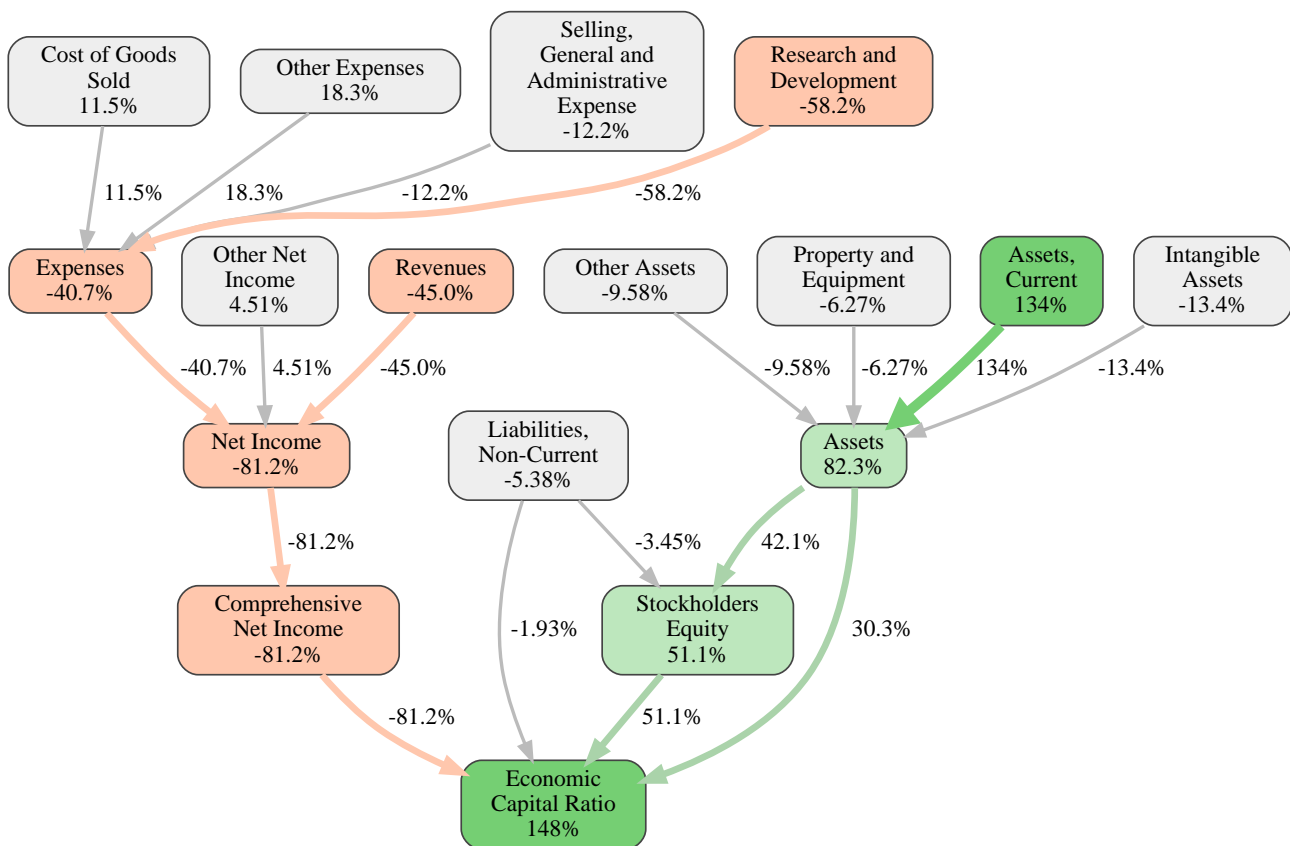 Cost of Goods
Sold
11.5%
Other Expenses
18.3%
Selling,
General and
Administrative
Expense
-12.2%
Research and
Development
-58.2%
11.5%
18.3%
-12.2%
-58.2%
Expenses
-40.7%
Other Net
Income
4.51%
Revenues
-45.0%
Other Assets
-9.58%
Property and
Equipment
-6.27%
Assets,
Current
134%
Intangible
Assets
-13.4%
-40.7%
4.51%
-45.0%
-9.58%
-6.27%
134%
-13.4%
Net Income
-81.2%
Liabilities,
Non-Current
-5.38%
Assets
82.3%
-81.2%
-3.45%
42.1%
Comprehensive
Net Income
-81.2%
-1.93%
Stockholders
Equity
51.1%
30.3%
-81.2%
51.1%
Economic
Capital Ratio
148%